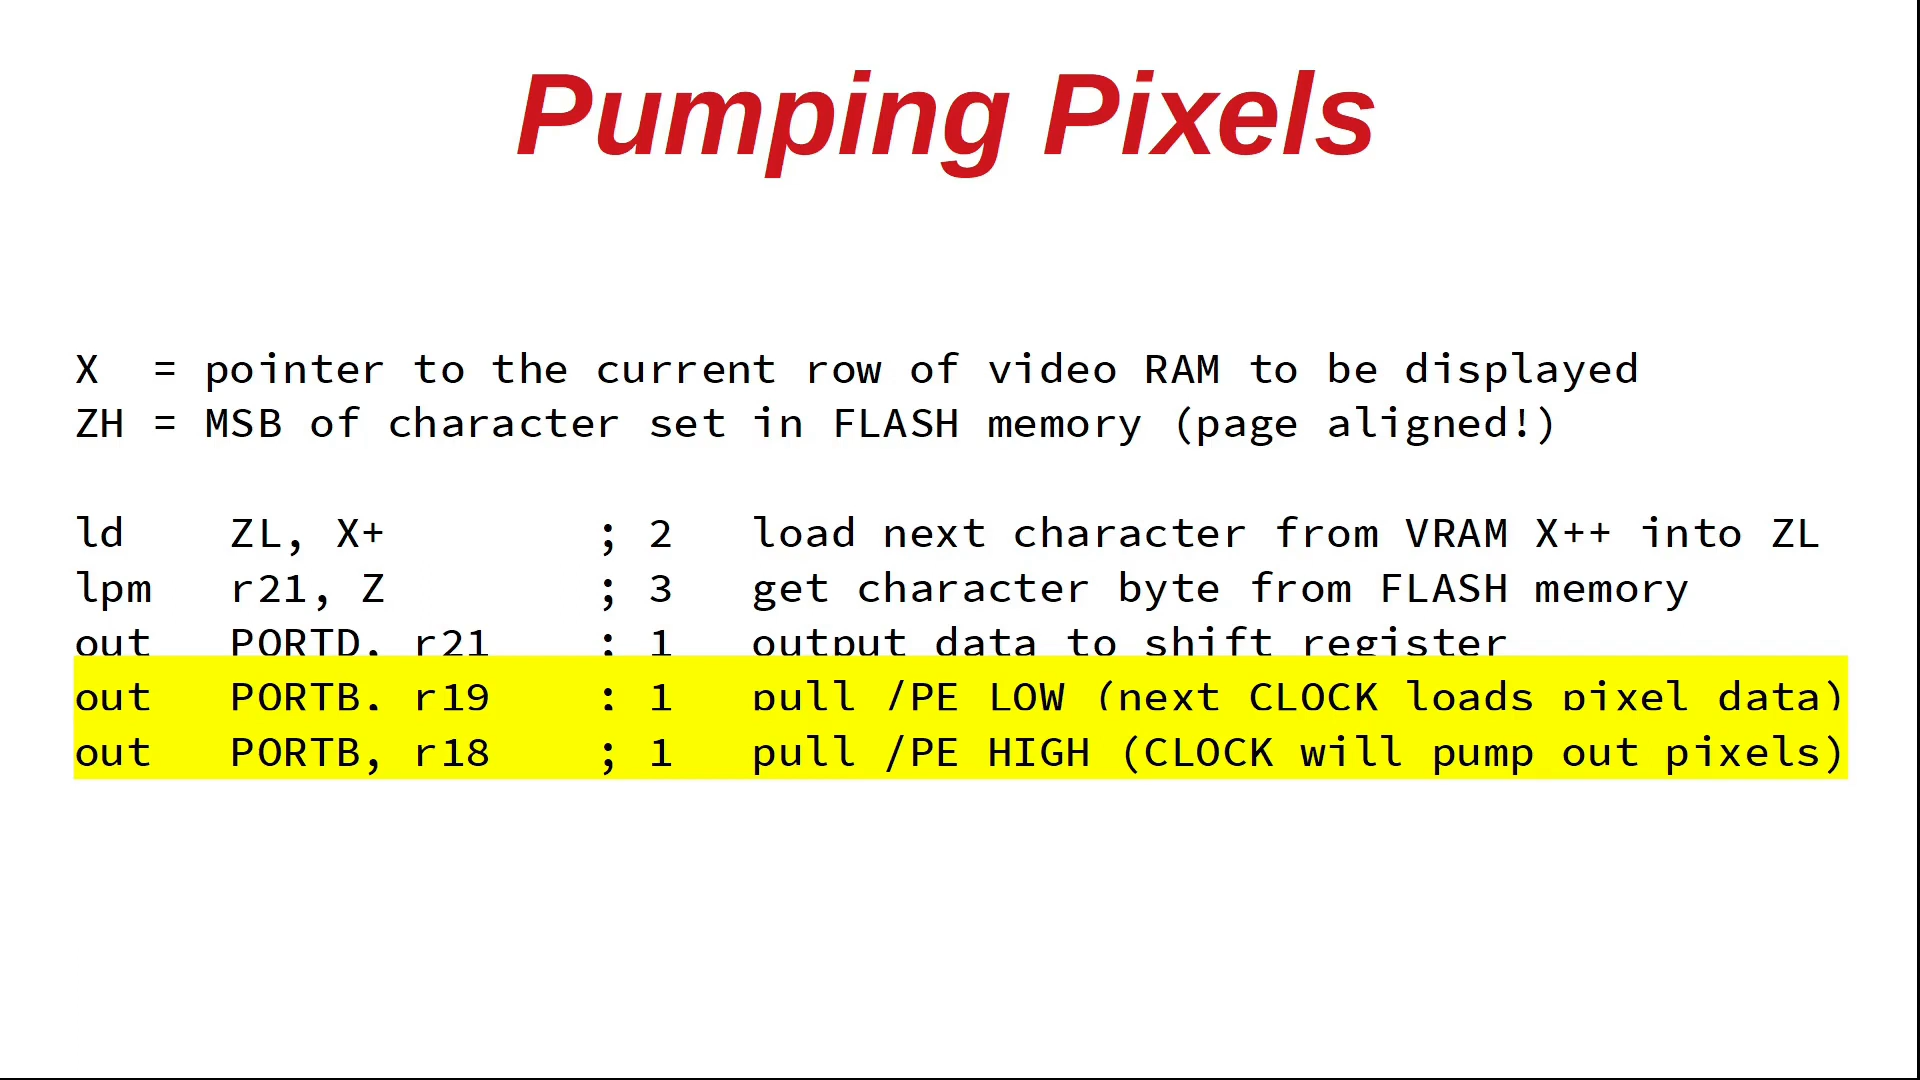 Pumping Pixels
X  = pointer to the current row of video RAM to be displayed
ZH = MSB of character set in FLASH memory (page aligned!)
ld    ZL, X+        ; 2   load next character from VRAM X++ into ZL
lpm   r21, Z        ; 3   get character byte from FLASH memory
out   PORTD, r21    ; 1   output data to shift register
out   PORTB, r19    ; 1   pull /PE LOW (next CLOCK loads pixel data)
out   PORTB, r18    ; 1   pull /PE HIGH (CLOCK will pump out pixels)